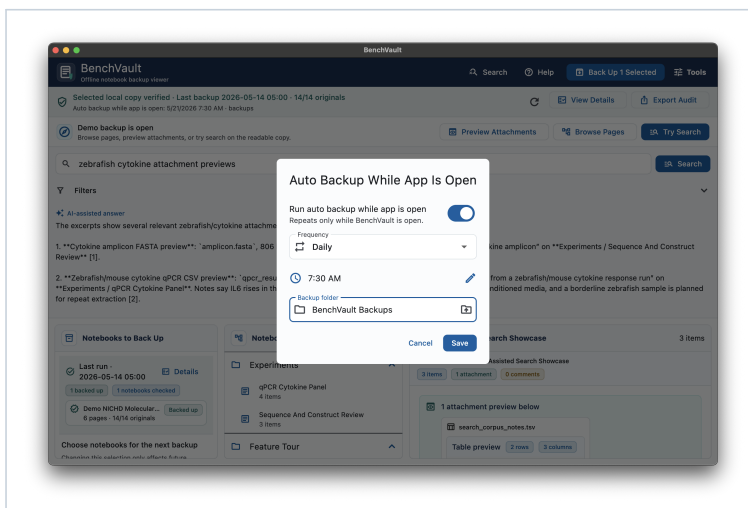 BenchVault
BenchVault
Offline notebook backup viewer
Search
Help
Back Up 1 Selected
Tools
Selected local copy verified · Last backup 2026-05-14 05:00 · 14/14 originals
Auto backup while app is open: 5/21/2026 7:30 AM · backups
View Details
Export Audit
Demo backup is open
Browse pages, preview attachments, or try search on the readable copy.
Preview Attachments
Browse Pages
Try Search
zebrafish cytokine attachment previews
Search
Filters
AI-assisted answer
The excerpts show several relevant zebrafish/cytokine attachme
1. **Cytokine amplicon FASTA preview**: `amplicon.fasta`, 806
kine amplicon" on **Experiments / Sequence And Construct
Review** [1].
2. **Zebrafish/mouse cytokine qPCR CSV preview**: `qpcr_resu
from a zebrafish/mouse cytokine response run" on
**Experiments / qPCR Cytokine Panel**. Notes say IL6 rises in th
nditioned media, and a borderline zebrafish sample is planned
for repeat extraction [2].
Auto Backup While App Is Open
Run auto backup while app is open
Repeats only while BenchVault is open.
Frequency
Daily
7:30 AM
Backup folder
BenchVault Backups
Cancel
Save
Notebooks to Back Up
Last run ·
2026-05-14 05:00
Details
1 backed up
1 notebooks checked
Demo NICHD Molecular...
6 pages · 14/14 originals
Backed up
Choose notebooks for the next backup
Changing this selection only affects future
Notebo
Experiments
qPCR Cytokine Panel
4 items
Sequence And Construct Review
3 items
Feature Tour
earch Showcase
3 items
Assisted Search Showcase
3 items
1 attachment
0 comments
1 attachment preview below
search_corpus_notes.tsv
Table preview
3 rows
3 columns